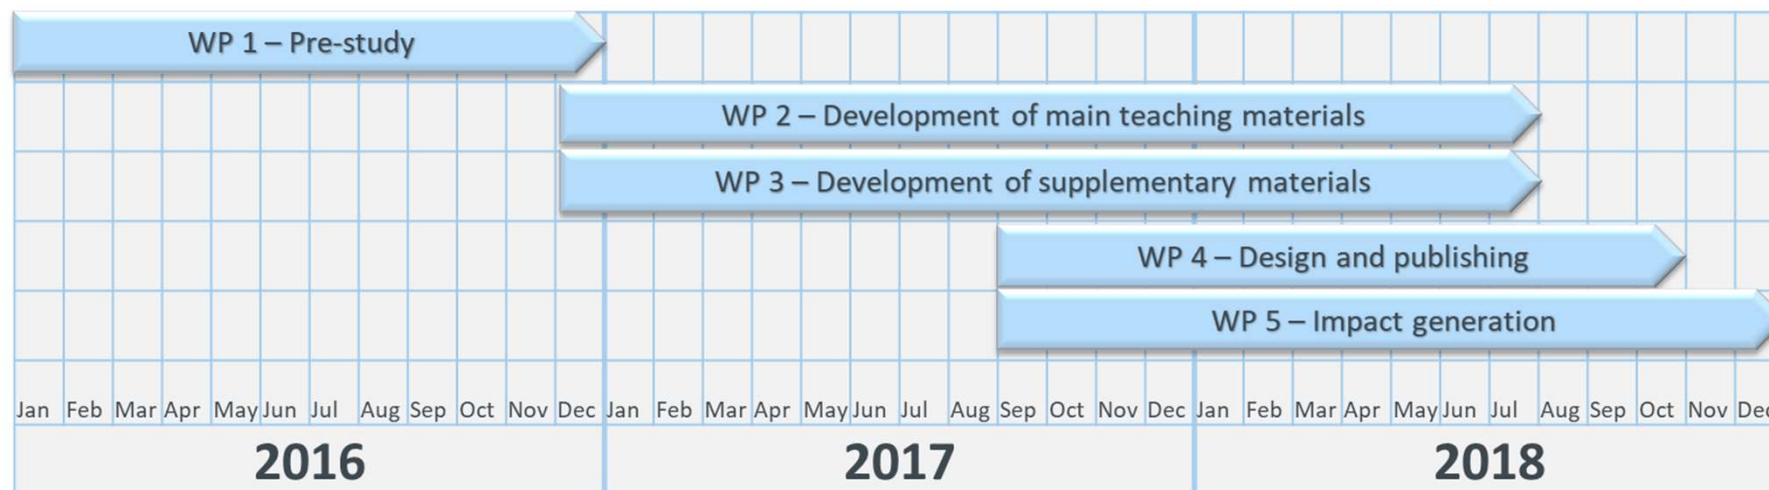 WP 1 – Pre-study
WP 2 – Development of main teaching materials
WP 3 – Development of supplementary materials
WP 4 – Design and publishing
WP 5 – Impact generation
Jan Feb Mar Apr May Jun Jul Aug Sep Oct Nov Dec Jan Feb Mar Apr May Jun Jul Aug Sep Oct Nov Dec Jan Feb Mar Apr May Jun Jul Aug Sep Oct Nov Dec
2016 2017 2018